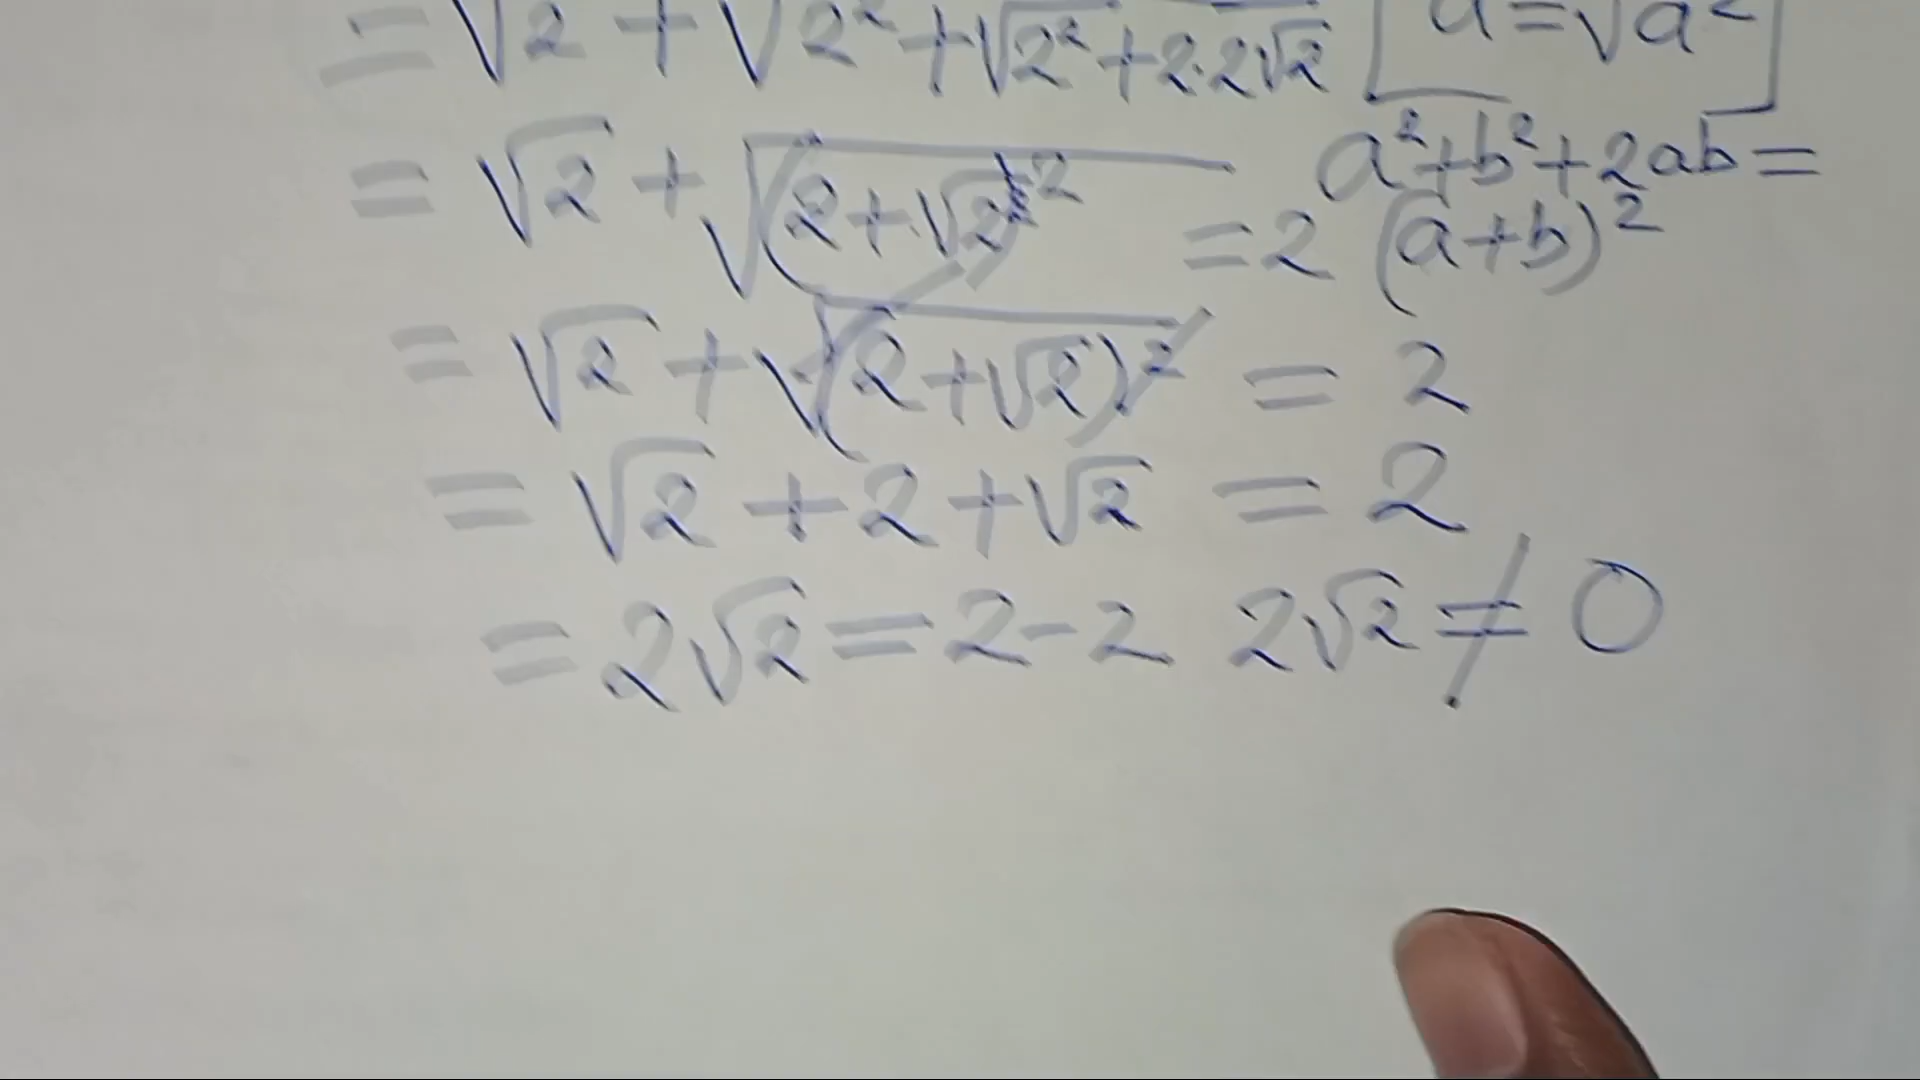 = √2 + √2² + √2² + 2.2√2 [a = √a²]
= √2 + √(2 + √2)² = 2
a² + b² + 2ab =
(a + b)²
= √2 + √(2 + √2)² = 2
= √2 + 2 + √2 = 2
= 2√2 = 2 - 2 2√2 ≠ 0